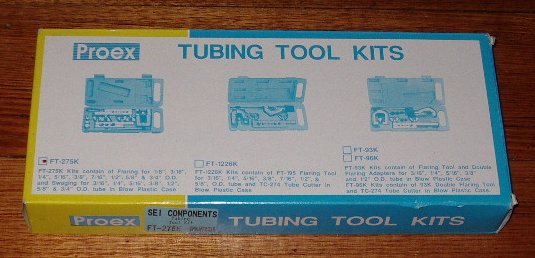 Proex
TUBING TOOL KITS
FT-275K
FT-275K Kits contain of Flaring for 1/8", 3/16",
1/4", 5/16", 3/8", 7/16", 1/2", 5/8" & 3/4" O.D.
and Swaging for 3/16", 1/4", 5/16", 3/8", 1/2",
5/8" & 3/4" O.D. tubes in Blow Plastic Case
FT-1226K
FT-1226K Kits contain of FT-195 Flaring Tool
for 3/16", 1/4", 5/16", 3/8", 7/16", 1/2" &
5/8", O.D. tube and TC-274 Tube Cutter in
Blow Plastic Case
FT-93K
FT-96K
FT-93K Kits contain of Flaring Tool and Double
Flaring Adapters for 3/16", 1/4", 5/16", 3/8"
and 1/2" O.D. tube in Blow Plastic Case
FT-96K Kits contain of 93K Double Flaring Tool
and TC-274 Tube Cutter in Blow Plastic Case
Proex
SEI COMPONENTS
Tool Kit
TUBING TOOL KITS